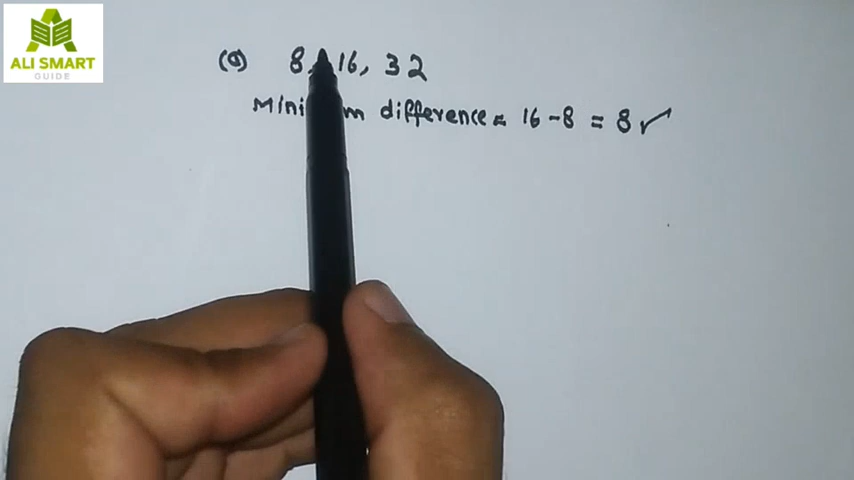 ALI SMART
GUIDE
(a) 8, 16, 32
difference = 16 - 8 = 8 ✓